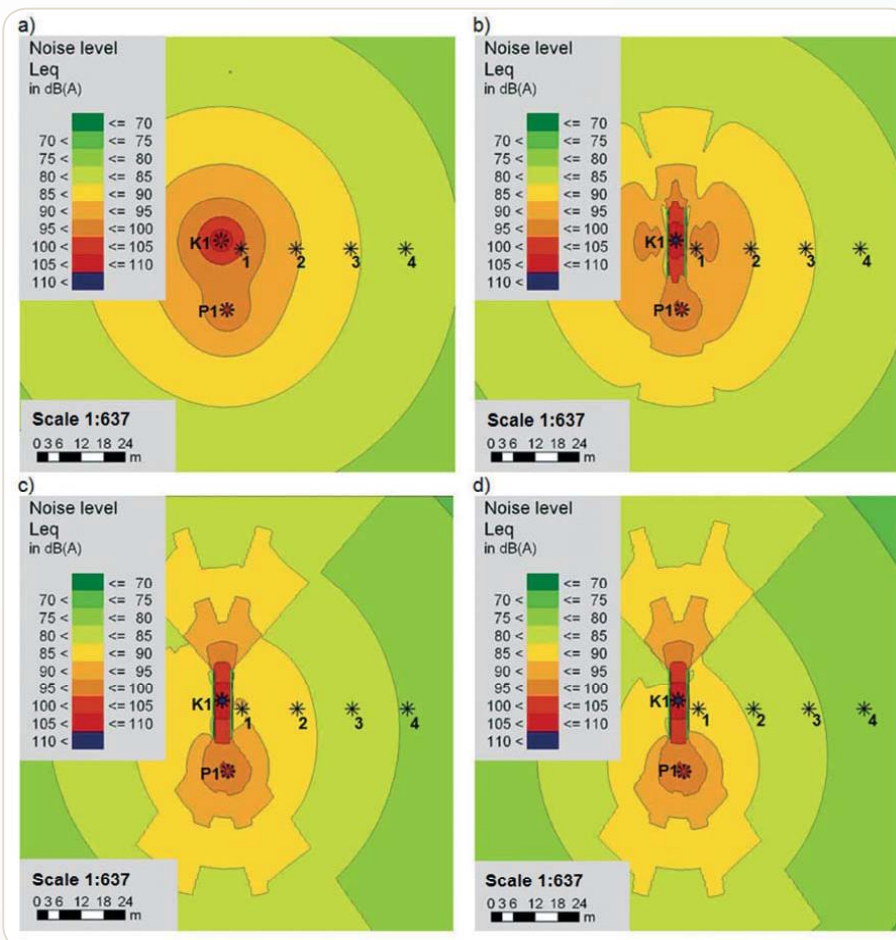 a)
Noise level
Leq
in dB(A)
<= 70
70 < <= 75
75 < <= 80
80 < <= 85
85 < <= 90
90 < <= 95
95 < <= 100
100 < <= 105
105 < <= 110
110 <
K1
1
2
3
4
P1
Scale 1:637
0 3 6 12 18 24
m
b)
Noise level
Leq
in dB(A)
<= 70
70 < <= 75
75 < <= 80
80 < <= 85
85 < <= 90
90 < <= 95
95 < <= 100
100 < <= 105
105 < <= 110
110 <
K1
1
2
3
4
P1
Scale 1:637
0 3 6 12 18 24
m
c)
Noise level
Leq
in dB(A)
<= 70
70 < <= 75
75 < <= 80
80 < <= 85
85 < <= 90
90 < <= 95
95 < <= 100
100 < <= 105
105 < <= 110
110 <
K1
1
2
3
4
P1
Scale 1:637
0 3 6 12 18 24
m
d)
Noise level
Leq
in dB(A)
<= 70
70 < <= 75
75 < <= 80
80 < <= 85
85 < <= 90
90 < <= 95
95 < <= 100
100 < <= 105
105 < <= 110
110 <
K1
1
2
3
4
P1
Scale 1:637
0 3 6 12 18 24
m